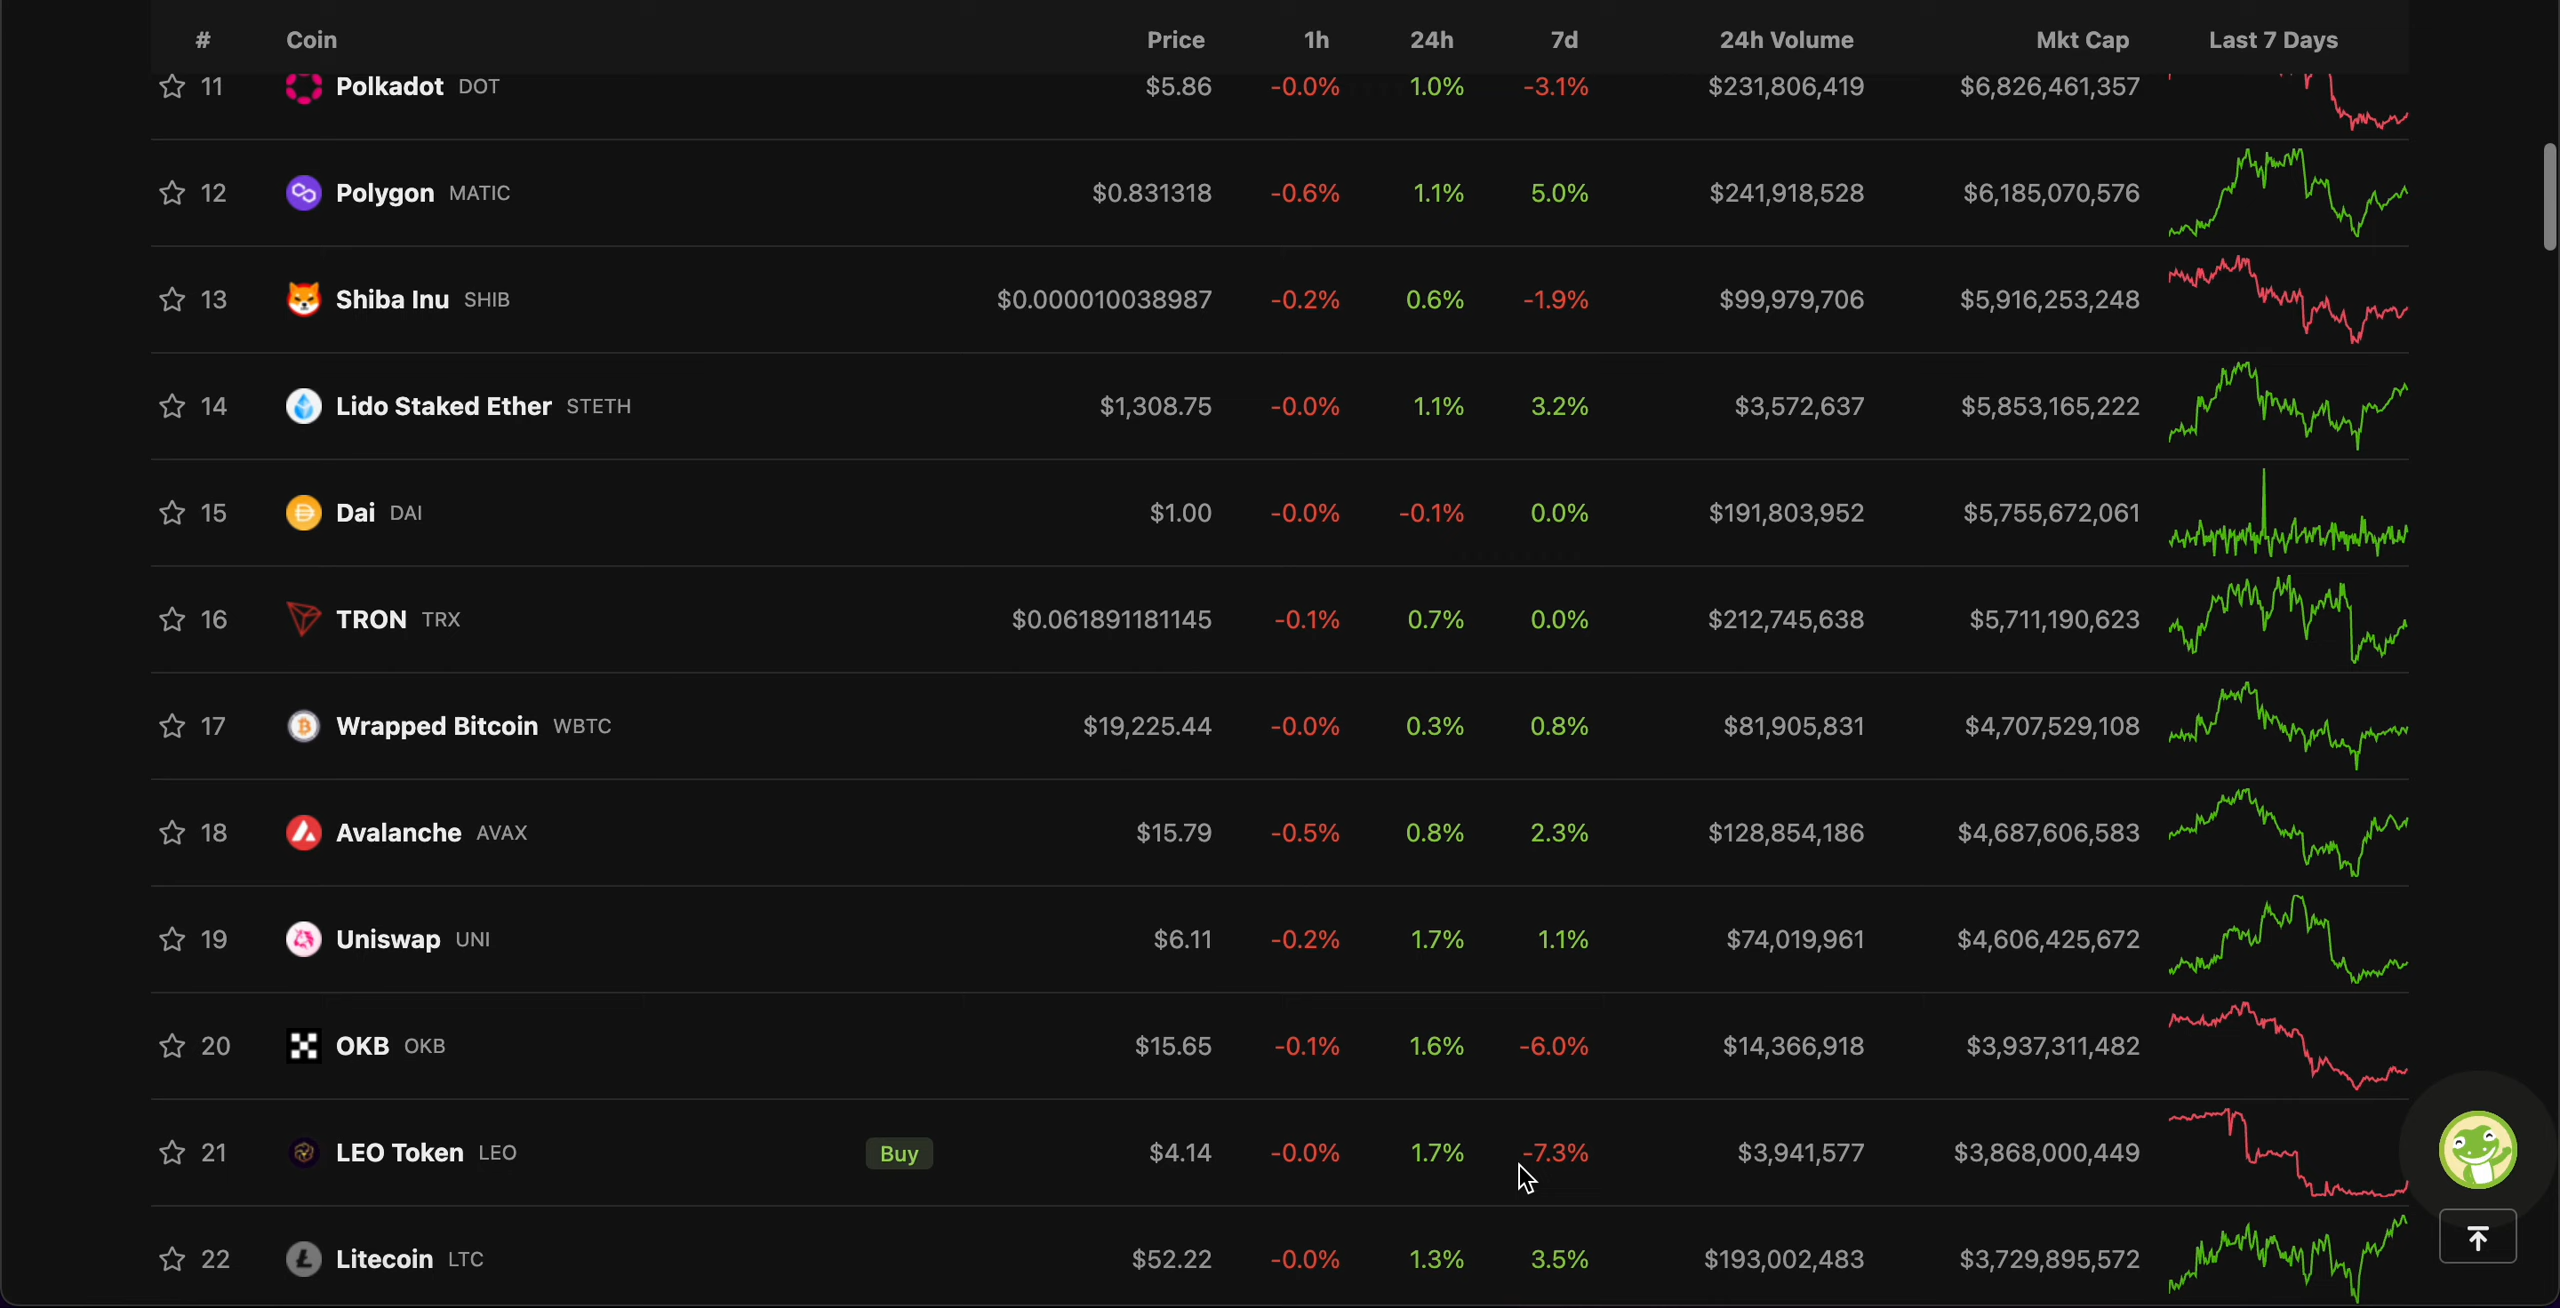 # Coin Price 1h 24h 7d 24h Volume Mkt Cap Last 7 Days
11 Polkadot DOT $5.86 -0.0% 1.0% -3.1% $231,806,419 $6,826,461,357
12 Polygon MATIC $0.831318 -0.6% 1.1% 5.0% $241,918,528 $6,185,070,576
13 Shiba Inu SHIB $0.000010038987 -0.2% 0.6% -1.9% $99,979,706 $5,916,253,248
14 Lido Staked Ether STETH $1,308.75 -0.0% 1.1% 3.2% $3,572,637 $5,853,165,222
15 Dai DAI $1.00 -0.0% -0.1% 0.0% $191,803,952 $5,755,672,061
16 TRON TRX $0.061891181145 -0.1% 0.7% 0.0% $212,745,638 $5,711,190,623
17 Wrapped Bitcoin WBTC $19,225.44 -0.0% 0.3% 0.8% $81,905,831 $4,707,529,108
18 Avalanche AVAX $15.79 -0.5% 0.8% 2.3% $128,854,186 $4,687,606,583
19 Uniswap UNI $6.11 -0.2% 1.7% 1.1% $74,019,961 $4,606,425,672
20 OKB OKB $15.65 -0.1% 1.6% -6.0% $14,366,918 $3,937,311,482
21 LEO Token LEO Buy $4.14 -0.0% 1.7% -7.3% $3,941,577 $3,868,000,449
22 Litecoin LTC $52.22 -0.0% 1.3% 3.5% $193,002,483 $3,729,895,572